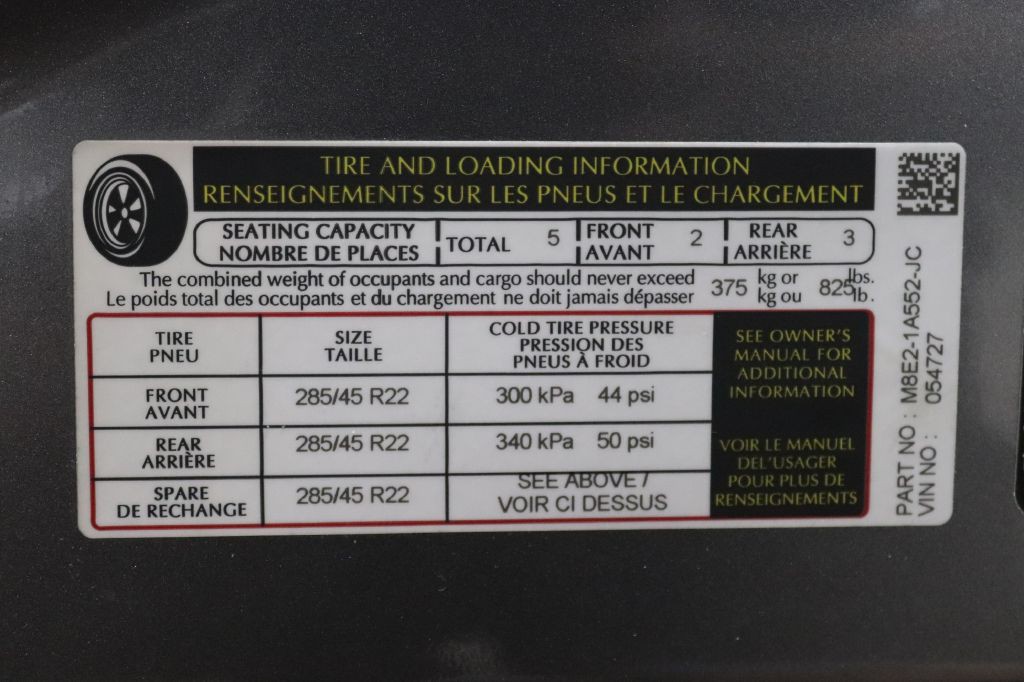 TIRE AND LOADING INFORMATION
RENSEIGNEMENTS SUR LES PNEUS ET LE CHARGEMENT
SEATING CAPACITY
NOMBRE DE PLACES
TOTAL 5
FRONT
AVANT 2
REAR
ARRIÈRE 3
The combined weight of occupants and cargo should never exceed 375 kg or 825 lbs.
Le poids total des occupants et du chargement ne doit jamais dépasser kg ou lb.
TIRE
PNEU
SIZE
TAILLE
COLD TIRE PRESSURE
PRESSION DES
PNEUS À FROID
FRONT
AVANT
285/45 R22
300 kPa 44 psi
REAR
ARRIÈRE
285/45 R22
340 kPa 50 psi
SPARE
DE RECHANGE
285/45 R22
SEE ABOVE /
VOIR CI DESSUS
SEE OWNER'S
MANUAL FOR
ADDITIONAL
INFORMATION
VOIR LE MANUEL
DEL'USAGER
POUR PLUS DE
RENSEIGNEMENTS
PART NO : M8E2-1A552-JC
VIN NO : 054727